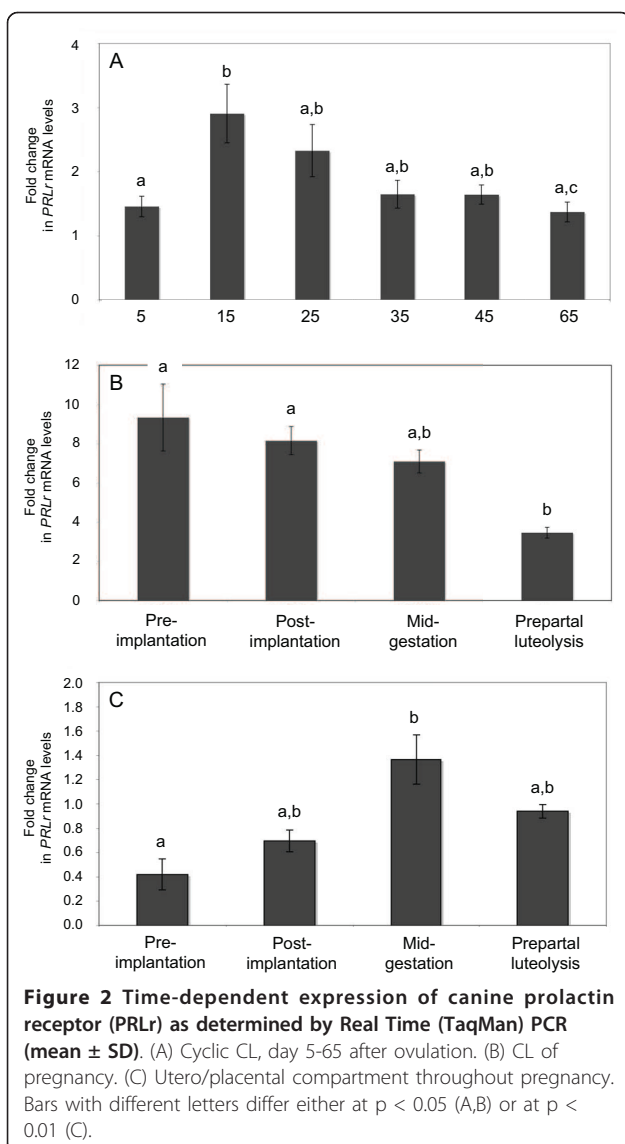 4
A
b
a,b
3
Fold change
in PRLr mRNA levels
a,b
a,b
2
a
a,c
1
0
5 15 25 35 45 65
12
a
B
10
a
Fold change
in PRLr mRNA levels
8
a,b
6
b
4
2
0
Pre-
implantation
Post-
implantation
Mid-
gestation
Prepartal
luteolysis
2.0
C
1.8
b
1.6
Fold change
in PRLr mRNA levels
1.4
1.2
a,b
1.0
a,b
0.8
a
0.6
0.4
0.2
0.0
Pre-
implantation
Post-
implantation
Mid-
gestation
Prepartal
luteolysis
Figure 2 Time-dependent expression of canine prolactin
receptor (PRLr) as determined by Real Time (TaqMan) PCR
(mean ± SD). (A) Cyclic CL, day 5-65 after ovulation. (B) CL of
pregnancy. (C) Utero/placental compartment throughout pregnancy.
Bars with different letters differ either at p < 0.05 (A,B) or at p <
0.01 (C).